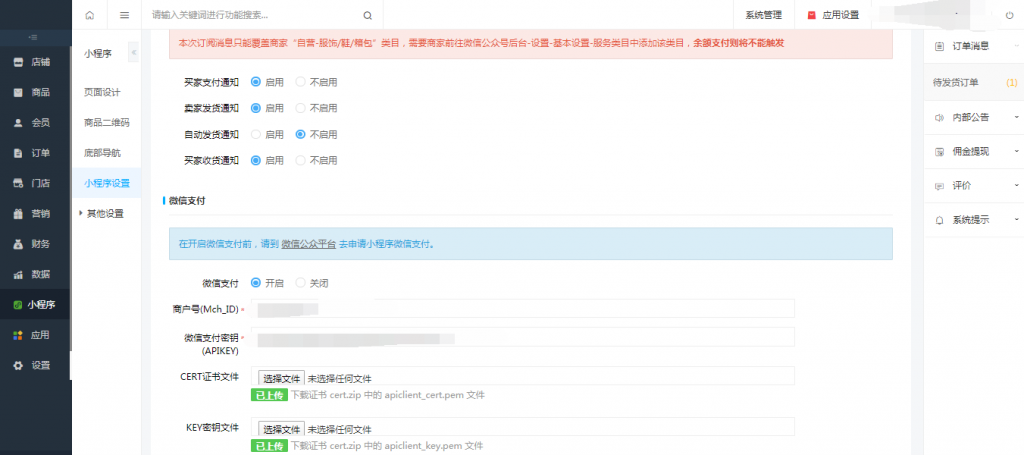 请输入关键词进行功能搜索...
系统管理
应用设置
店铺
商品
会员
订单
门店
营销
财务
数据
小程序
应用
设置
小程序
页面设计
商品二维码
底部导航
小程序设置
其他设置
本次订阅消息只能覆盖商家“自营-服饰/鞋/箱包”类目，需要商家前往微信公众号后台-设置-基本设置-服务类目中添加该类目，余额支付则将不能触发
买家支付通知 启用 不启用
卖家发货通知 启用 不启用
自动发货通知 启用 不启用
买家收货通知 启用 不启用
微信支付
在开启微信支付前，请到 微信公众平台 去申请小程序微信支付。
微信支付 开启 关闭
商户号(Mch_ID) *
微信支付密钥 *
(APIKEY)
CERT证书文件 选择文件 未选择任何文件
已上传 下载证书 cert.zip 中的 apiclient_cert.pem 文件
KEY密钥文件 选择文件 未选择任何文件
已上传 下载证书 cert.zip 中的 apiclient_key.pem 文件
订单消息
待发货订单 (1)
内部公告
佣金提现
评价
系统提示